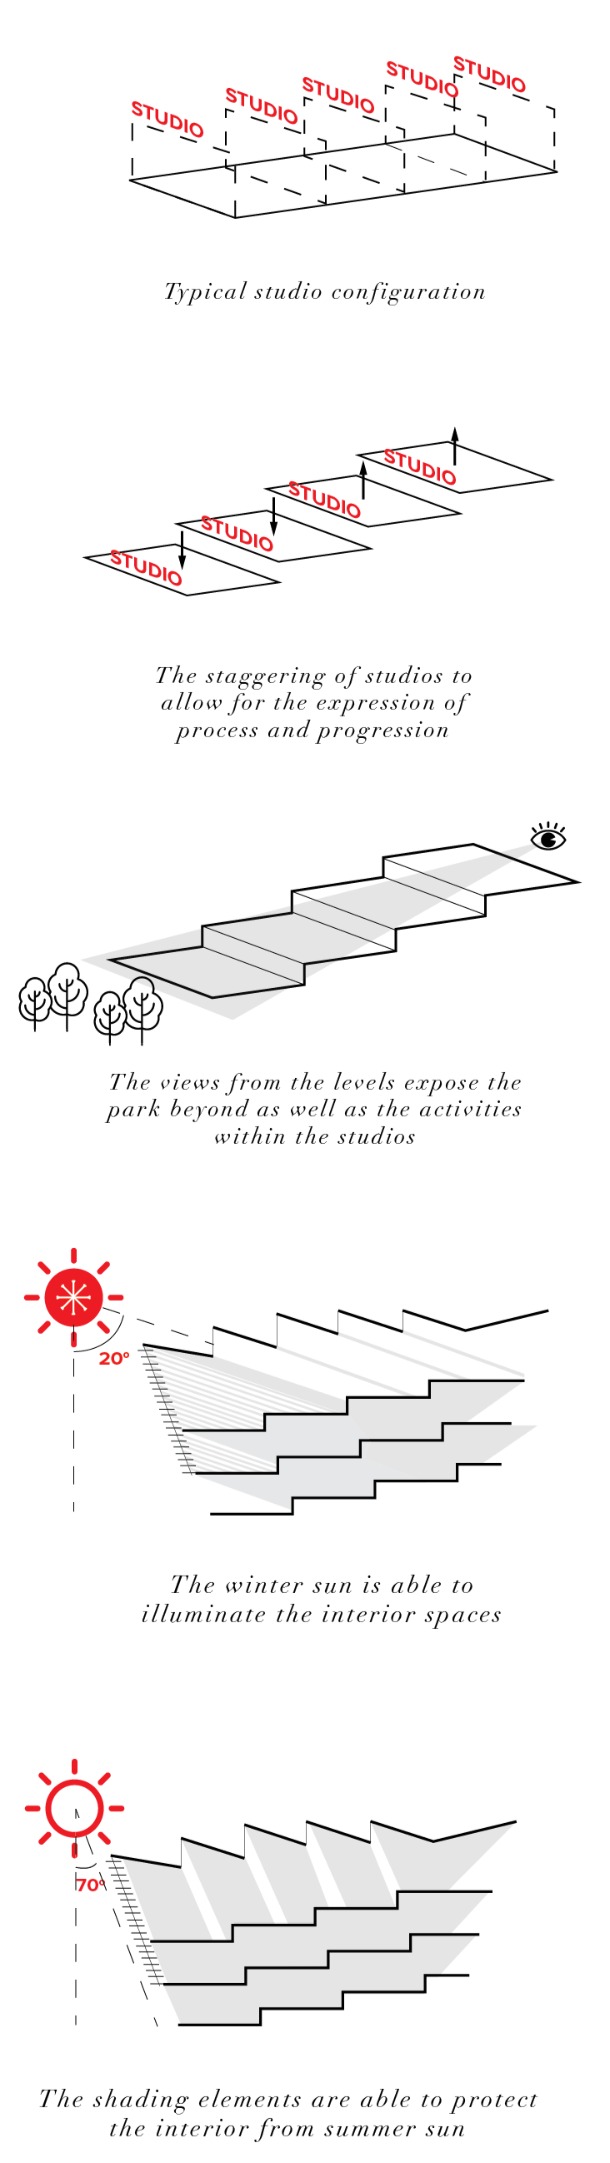 STUDIO
STUDIO
STUDIO
STUDIO
STUDIO
Typical studio configuration
STUDIO
STUDIO
STUDIO
STUDIO
The staggering of studios to
allow for the expression of
process and progression
The views from the levels expose the
park beyond as well as the activities
within the studios
20°
The winter sun is able to
illuminate the interior spaces
70°
The shading elements are able to protect
the interior from summer sun